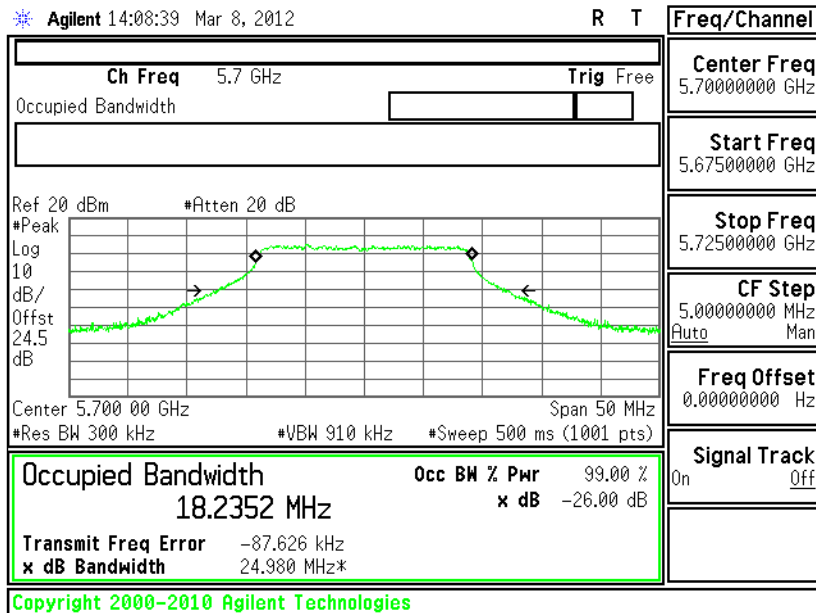 Agilent 14:08:39 Mar 8, 2012 R T
Freq/Channel
Ch Freq 5.7 GHz Trig Free
Occupied Bandwidth
Center Freq
5.70000000 GHz
Start Freq
5.67500000 GHz
Stop Freq
5.72500000 GHz
CF Step
5.00000000 MHz
Auto Man
Freq Offset
0.00000000 Hz
Signal Track
On Off
Ref 20 dBm #Atten 20 dB
#Peak
Log
10
dB/
Offst
24.5
dB
Center 5.700 00 GHz Span 50 MHz
#Res BW 300 kHz #VBW 910 kHz #Sweep 500 ms (1001 pts)
Occupied Bandwidth
18.2352 MHz
Occ BW % Pwr 99.00 %
x dB -26.00 dB
Transmit Freq Error -87.626 kHz
x dB Bandwidth 24.980 MHz*
Copyright 2000-2010 Agilent Technologies